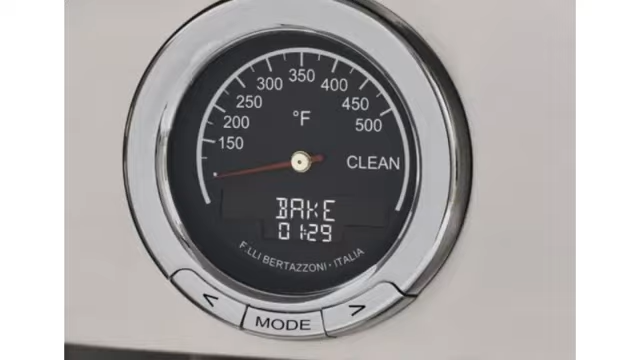 150
200
250
300
350
400
450
500
°F
CLEAN
BAKE
01:29
F.LLI BERTAZZONI · ITALIA
< MODE >